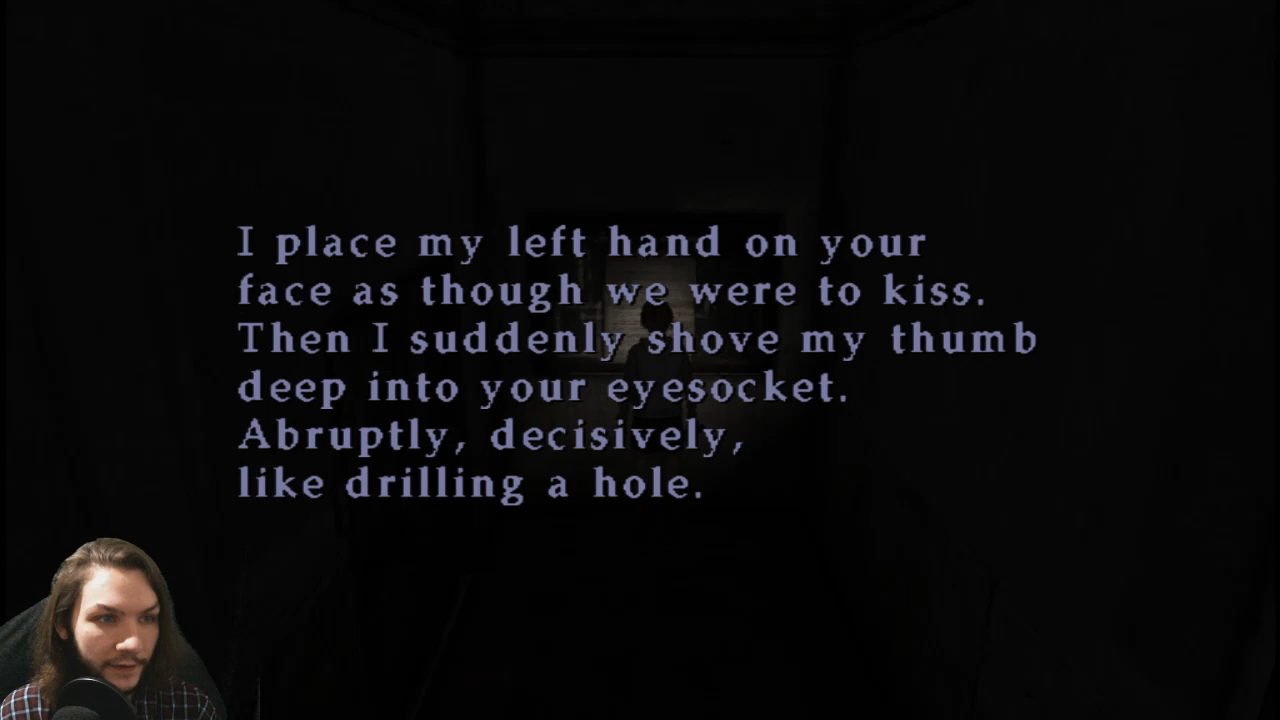 I place my left hand on your
face as though we were to kiss.
Then I suddenly shove my thumb
deep into your eyesocket.
Abruptly, decisively,
like drilling a hole.